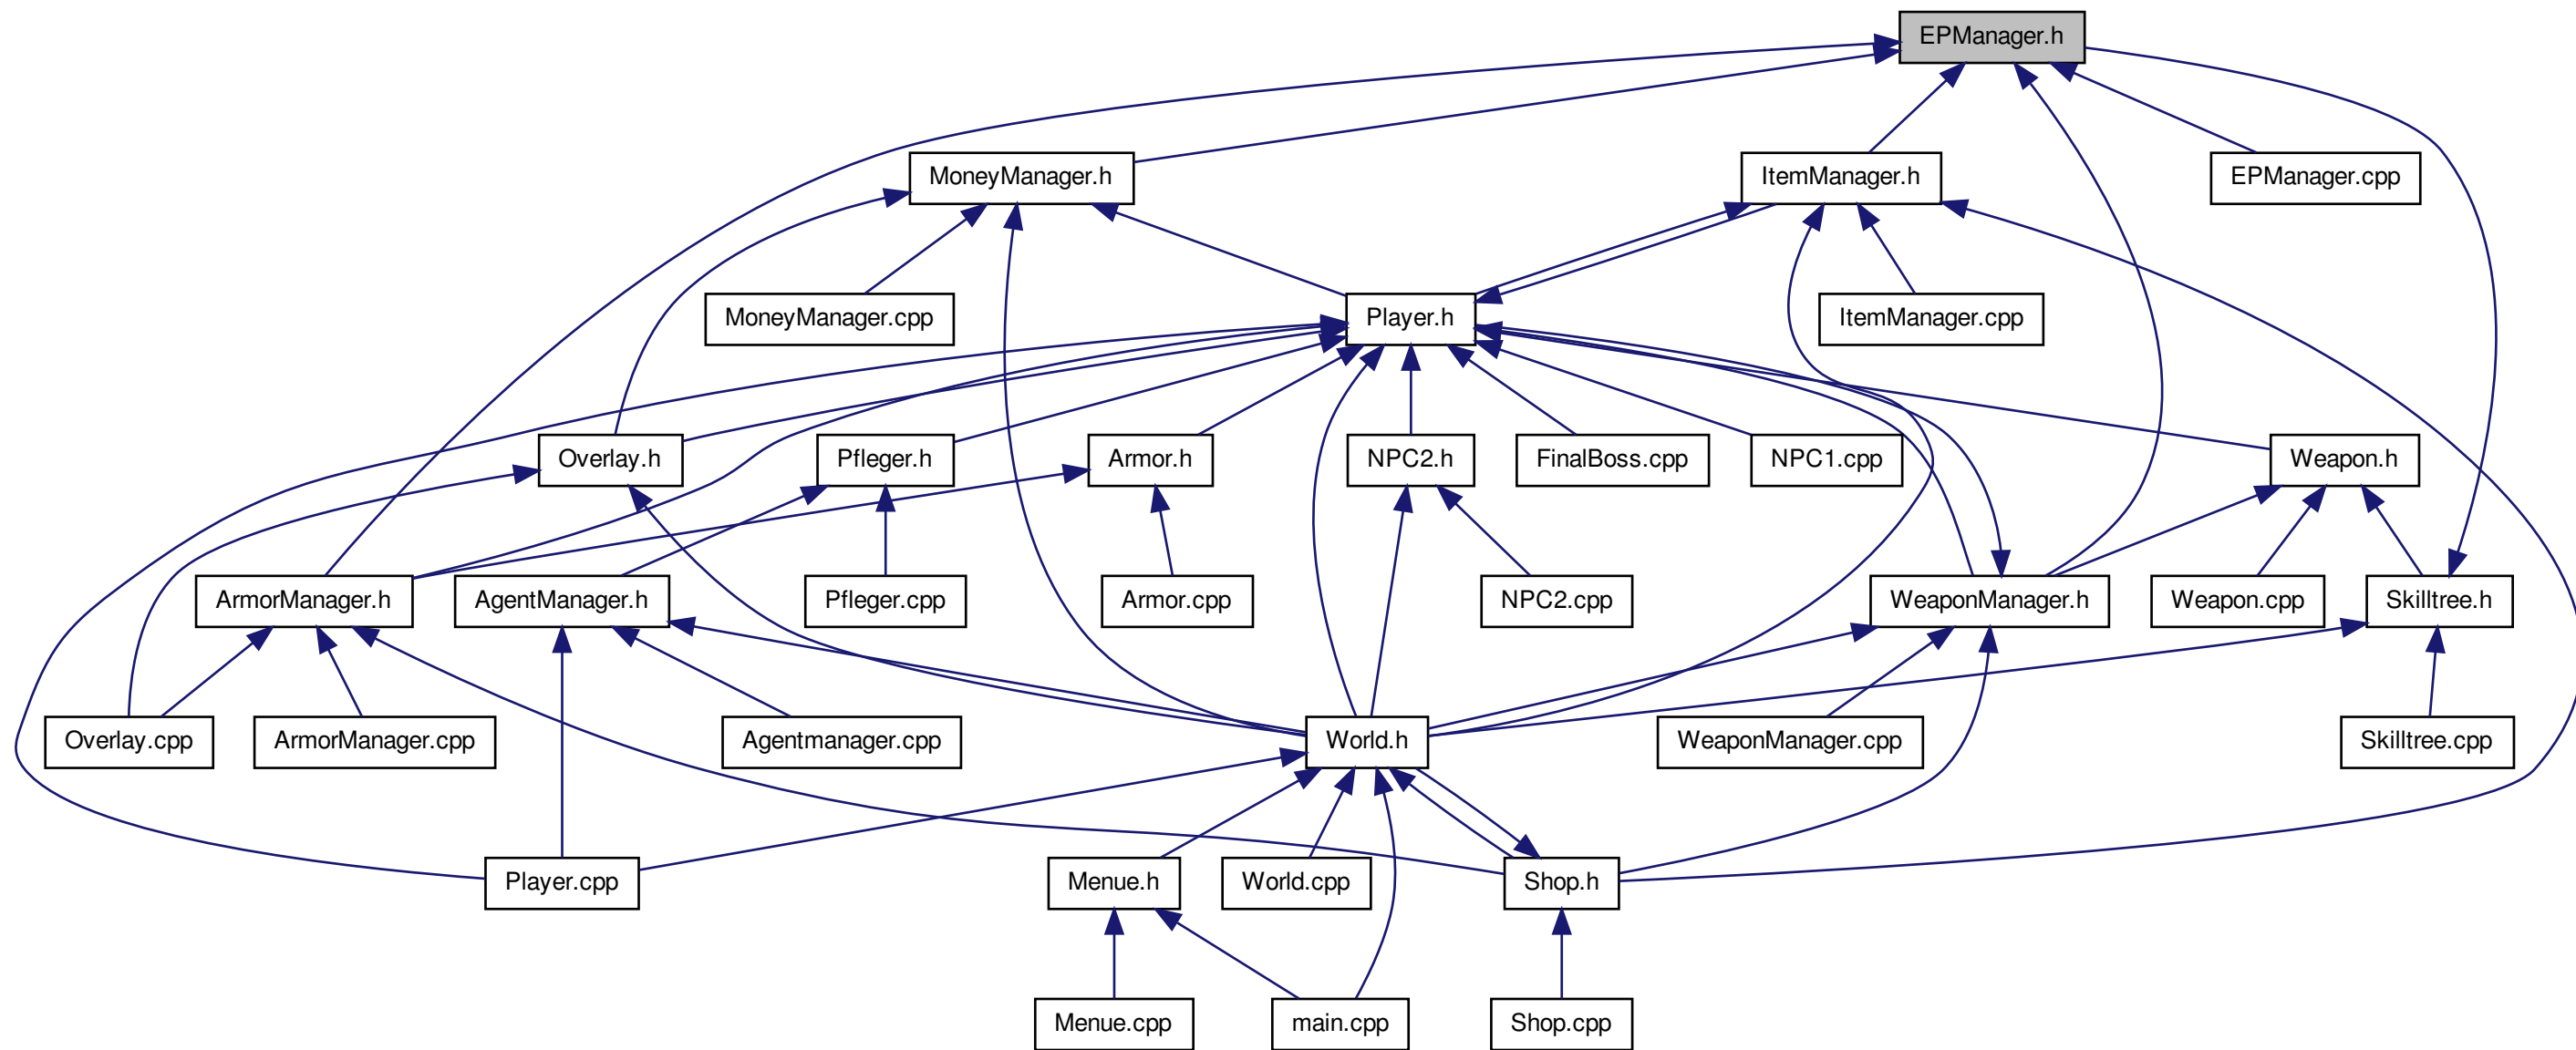 EPManager.h
MoneyManager.h
ItemManager.h
EPManager.cpp
MoneyManager.cpp
Player.h
ItemManager.cpp
Overlay.h
Pfleger.h
Armor.h
NPC2.h
FinalBoss.cpp
NPC1.cpp
Weapon.h
ArmorManager.h
AgentManager.h
Pfleger.cpp
Armor.cpp
NPC2.cpp
WeaponManager.h
Weapon.cpp
Skilltree.h
Overlay.cpp
ArmorManager.cpp
Agentmanager.cpp
World.h
WeaponManager.cpp
Skilltree.cpp
Player.cpp
Menue.h
World.cpp
Shop.h
Menue.cpp
main.cpp
Shop.cpp